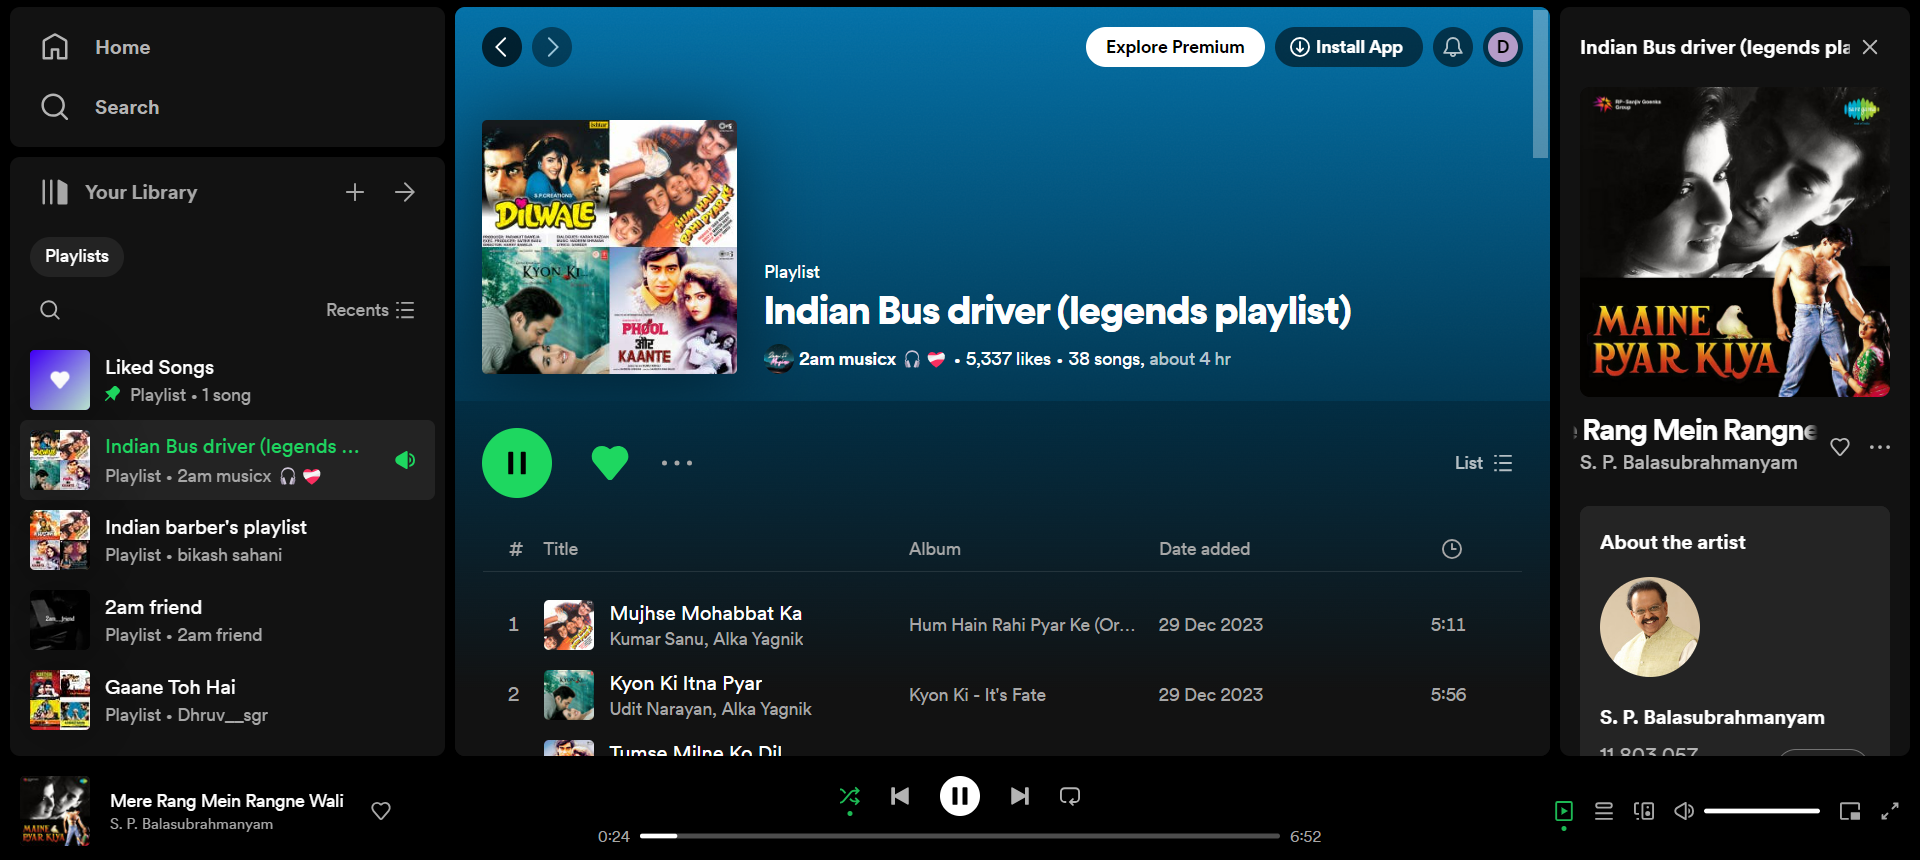 Home
Search
Your Library
Playlists
Recents
Liked Songs
Playlist • 1 song
Indian Bus driver (legends ...
Playlist • 2am musicx 🎧 ❤️‍🩹
Indian barber's playlist
Playlist • bikash sahani
2am friend
Playlist • 2am friend
Gaane Toh Hai
Playlist • Dhruv__sgr
Explore Premium
Install App
D
DILWALE
HUM HAIN RAHI PYAR KE
KYON KI...
PHOOL और KAANTE
Playlist
Indian Bus driver (legends playlist)
2am musicx 🎧 ❤️‍🩹 • 5,337 likes • 38 songs, about 4 hr
List
# Title Album Date added
1 Mujhse Mohabbat Ka Hum Hain Rahi Pyar Ke (Or... 29 Dec 2023 5:11
Kumar Sanu, Alka Yagnik
2 Kyon Ki Itna Pyar Kyon Ki - It's Fate 29 Dec 2023 5:56
Udit Narayan, Alka Yagnik
Tumse Milne Ko Dil
Indian Bus driver (legends pla
RP-Sanjiv Goenka
Group
MAINE
PYAR KIYA
Rang Mein Rangne
S. P. Balasubrahmanyam
About the artist
S. P. Balasubrahmanyam
11,803,057
Mere Rang Mein Rangne Wali
S. P. Balasubrahmanyam
0:24
6:52